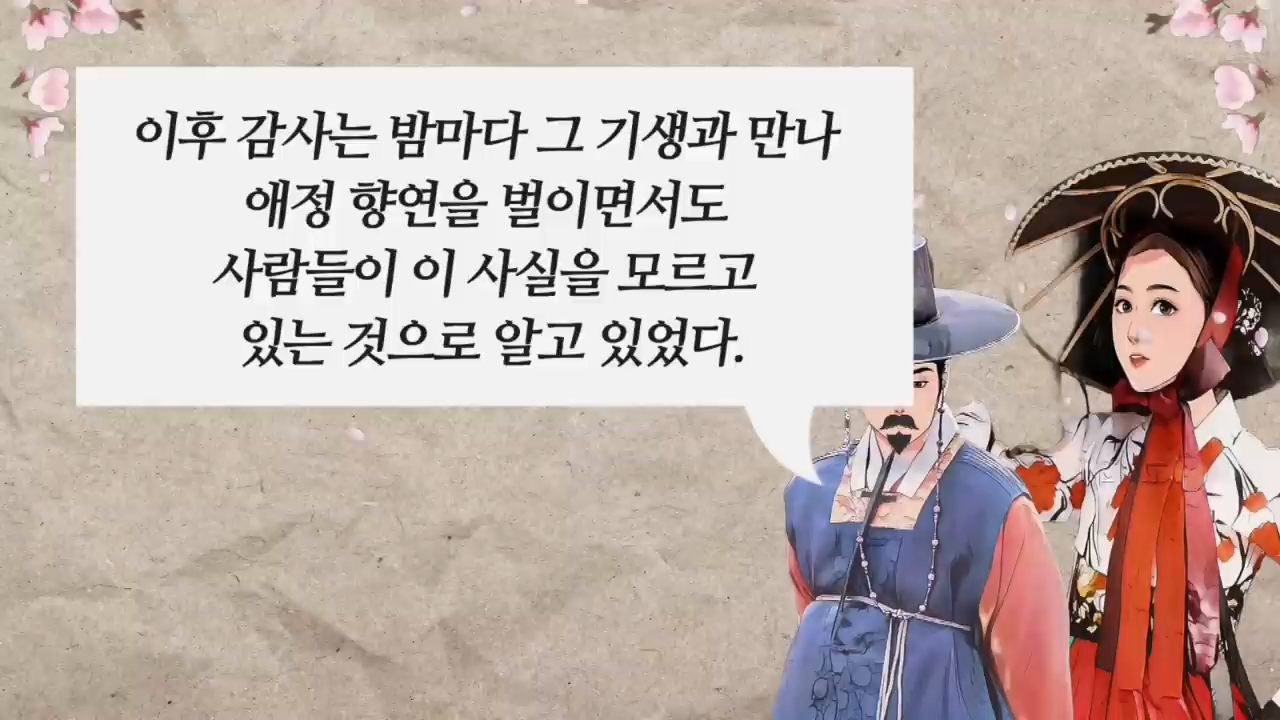 이후 감사는 밤마다 그 기생과 만나
애정 향연을 벌이면서도
사람들이 이 사실을 모르고
있는 것으로 알고 있었다.